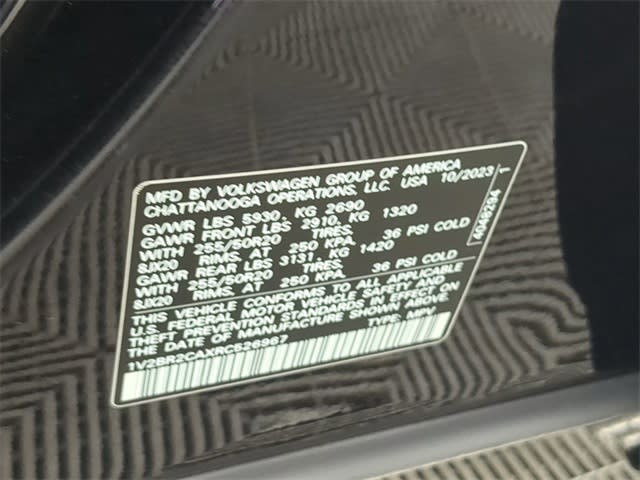 MFD BY VOLKSWAGEN GROUP OF AMERICA
CHATTANOOGA OPERATIONS, LLC. USA 10/2023
GVWR LBS 5930, KG 2690
GAWR FRONT LBS 2910, KG 1320
WITH 255/50R20 TIRES.
8JX20 RIMS AT 250 KPA, 36 PSI COLD
GAWR REAR LBS 3131, KG 1420
WITH 255/50R20 TIRES.
8JX20 RIMS AT 250 KPA, 36 PSI COLD
THIS VEHICLE CONFORMS TO ALL APPLICABLE
U.S. FEDERAL MOTOR VEHICLE SAFETY AND
THEFT PREVENTION STANDARDS IN EFFECT ON
THE DATE OF MANUFACTURE SHOWN ABOVE.
1V2BR2CAXRC526967 TYPE: MPV
4046294 1